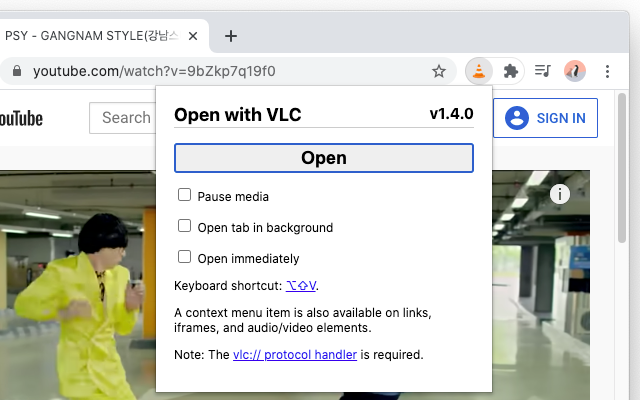 PSY - GANGNAM STYLE(강남스
youtube.com/watch?v=9bZkp7q19f0
ouTube
Search
SIGN IN
Open with VLC
v1.4.0
Open
Pause media
Open tab in background
Open immediately
Keyboard shortcut: ⌥⇧V.
A context menu item is also available on links,
iframes, and audio/video elements.
Note: The vlc:// protocol handler is required.